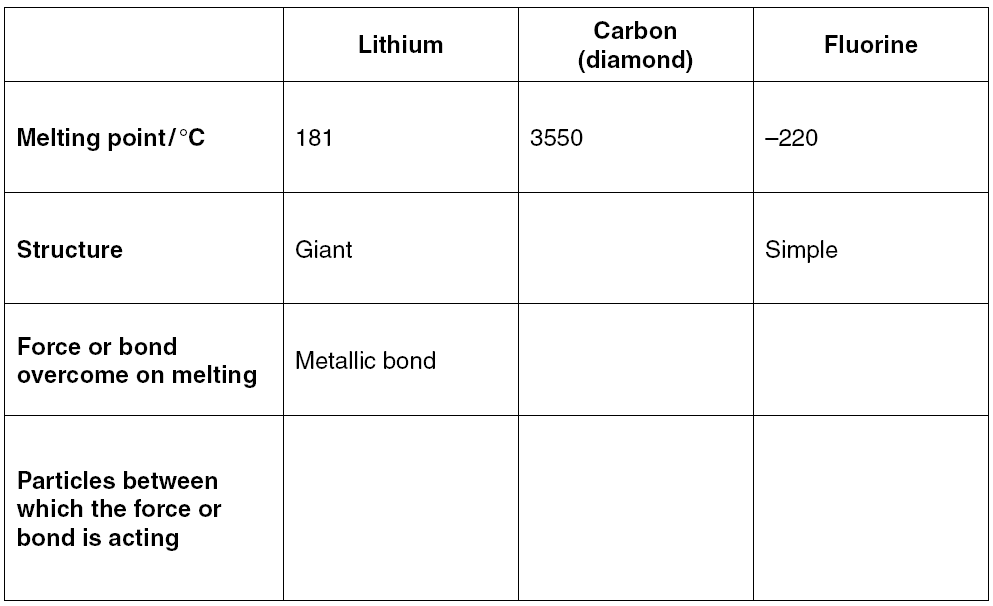 Lithium
Carbon
(diamond)
Fluorine
Melting point/°C
181
3550
–220
Structure
Giant
Simple
Force or bond
overcome on melting
Metallic bond
Particles between
which the force or
bond is acting